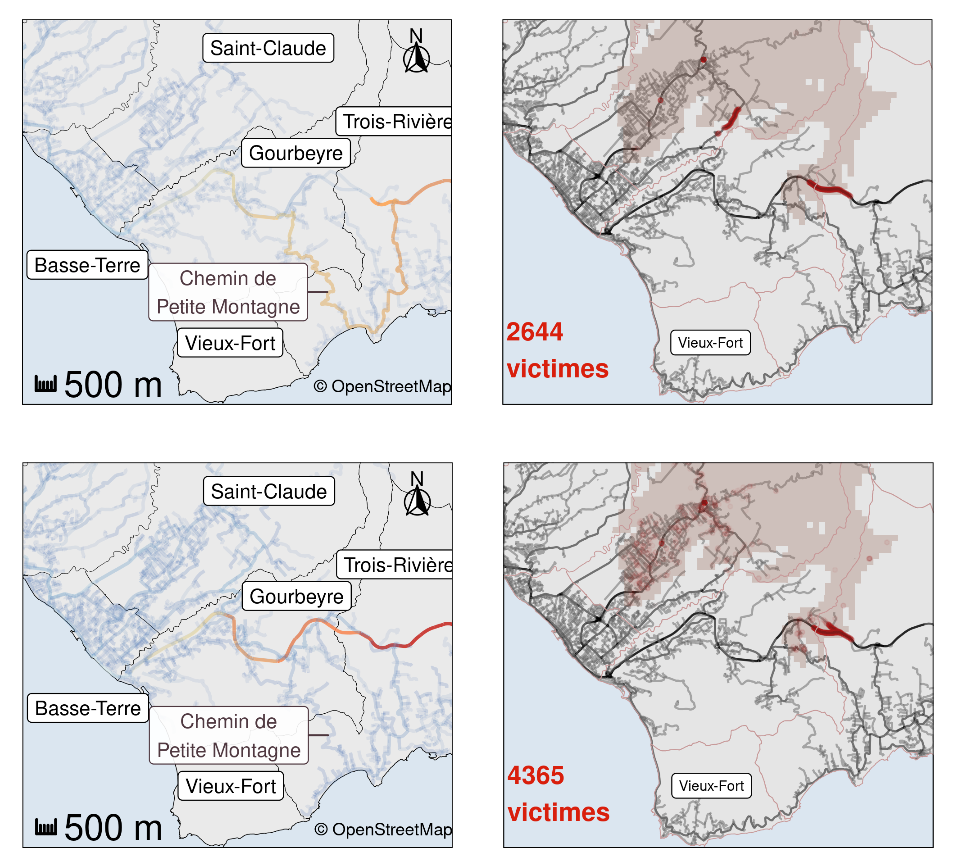 Saint-Claude
N
Trois-Rivière
Gourbeyre
Basse-Terre
Chemin de
Petite Montagne
Vieux-Fort
500 m
© OpenStreetMap
2644
victimes
Vieux-Fort
Saint-Claude
N
Trois-Rivière
Gourbeyre
Basse-Terre
Chemin de
Petite Montagne
Vieux-Fort
500 m
© OpenStreetMap
4365
victimes
Vieux-Fort